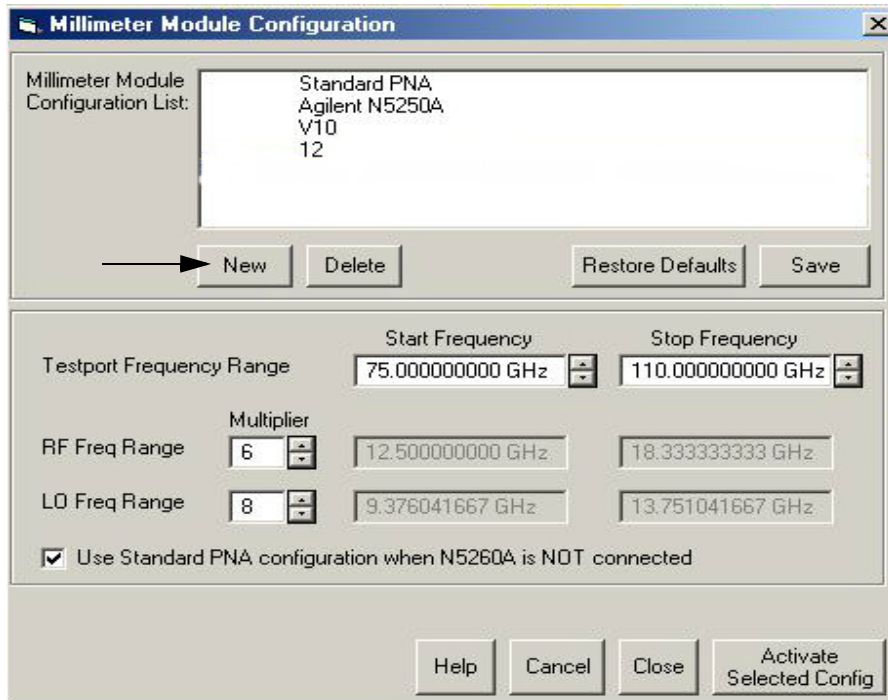 Millimeter Module Configuration
Millimeter Module
Configuration List:
Standard PNA
Agilent N5250A
V10
12
New
Delete
Restore Defaults
Save
Start Frequency
Stop Frequency
Testport Frequency Range
75.000000000 GHz
110.000000000 GHz
Multiplier
RF Freq Range
6
12.500000000 GHz
18.333333333 GHz
LO Freq Range
8
9.376041667 GHz
13.751041667 GHz
Use Standard PNA configuration when N5260A is NOT connected
Help
Cancel
Close
Activate
Selected Config